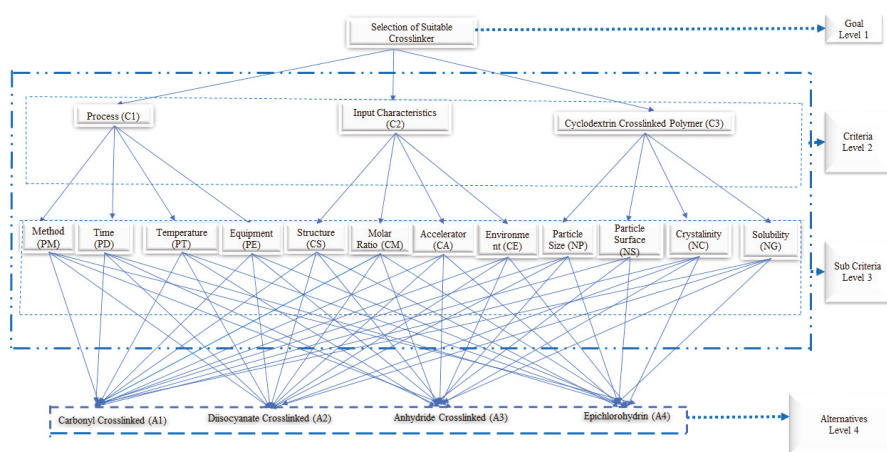 Selection of Suitable
Crosslinker
Goal
Level 1
Process (C1)
Input Characteristics
(C2)
Cyclodextrin Crosslinked Polymer (C3)
Criteria
Level 2
Method
(PM)
Time
(PD)
Temperature
(PT)
Equipment
(PE)
Structure
(CS)
Molar
Ratio (CM)
Accelerator
(CA)
Environme
nt (CE)
Particle
Size (NP)
Particle
Surface
(NS)
Crystalinity
(NC)
Solubility
(NG)
Sub Criteria
Level 3
Carbonyl Crosslinked (A1)
Diisocyanate Crosslinked (A2)
Anhydride Crosslinked (A3)
Epichlorohydrin (A4)
Alternatives
Level 4